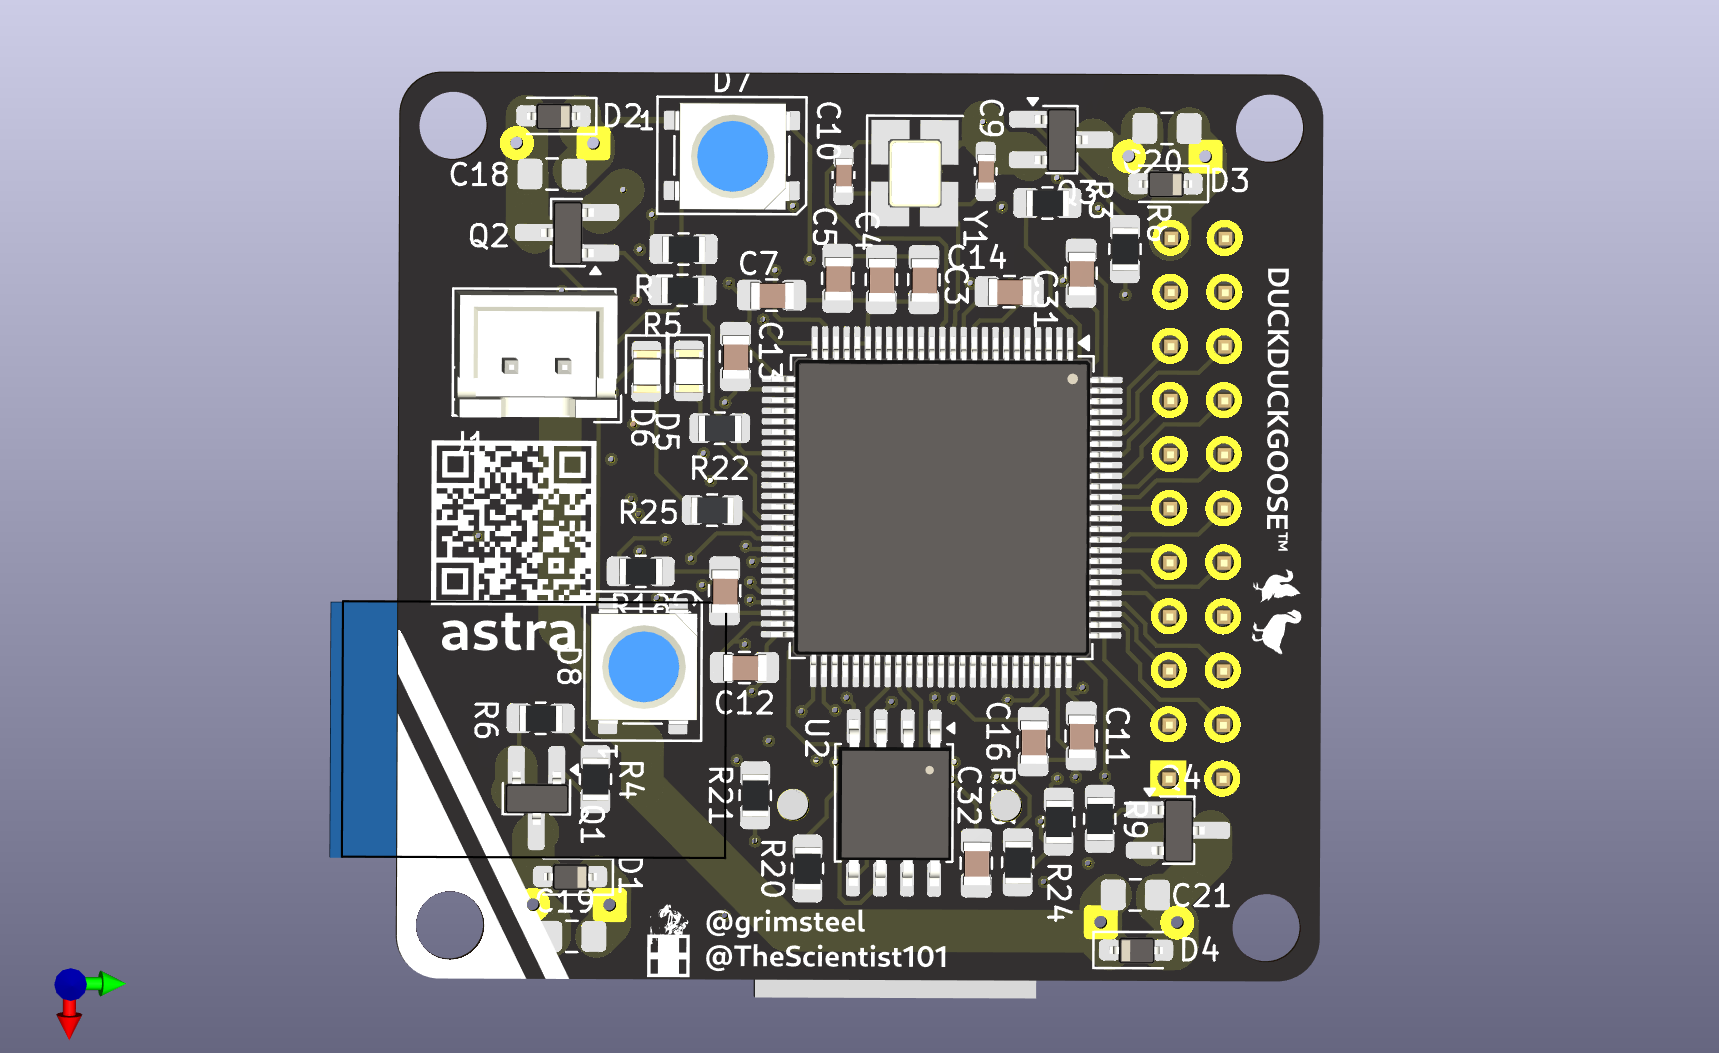 D7
D2
1
C10
C9
C20
D3
C18
Q3
R3
R8
Q2
C5
C4
Y1
C14
C7
C3
C31
R
R5
C13
D6
D5
J1
R22
R25
DUCKDUCKGOOSE™
astra
D8
C12
R6
U2
C16
C11
1
R4
R21
C32
Q4
Q1
R9
R20
D1
R24
C19
C21
@grimsteel
@TheScientist101
D4